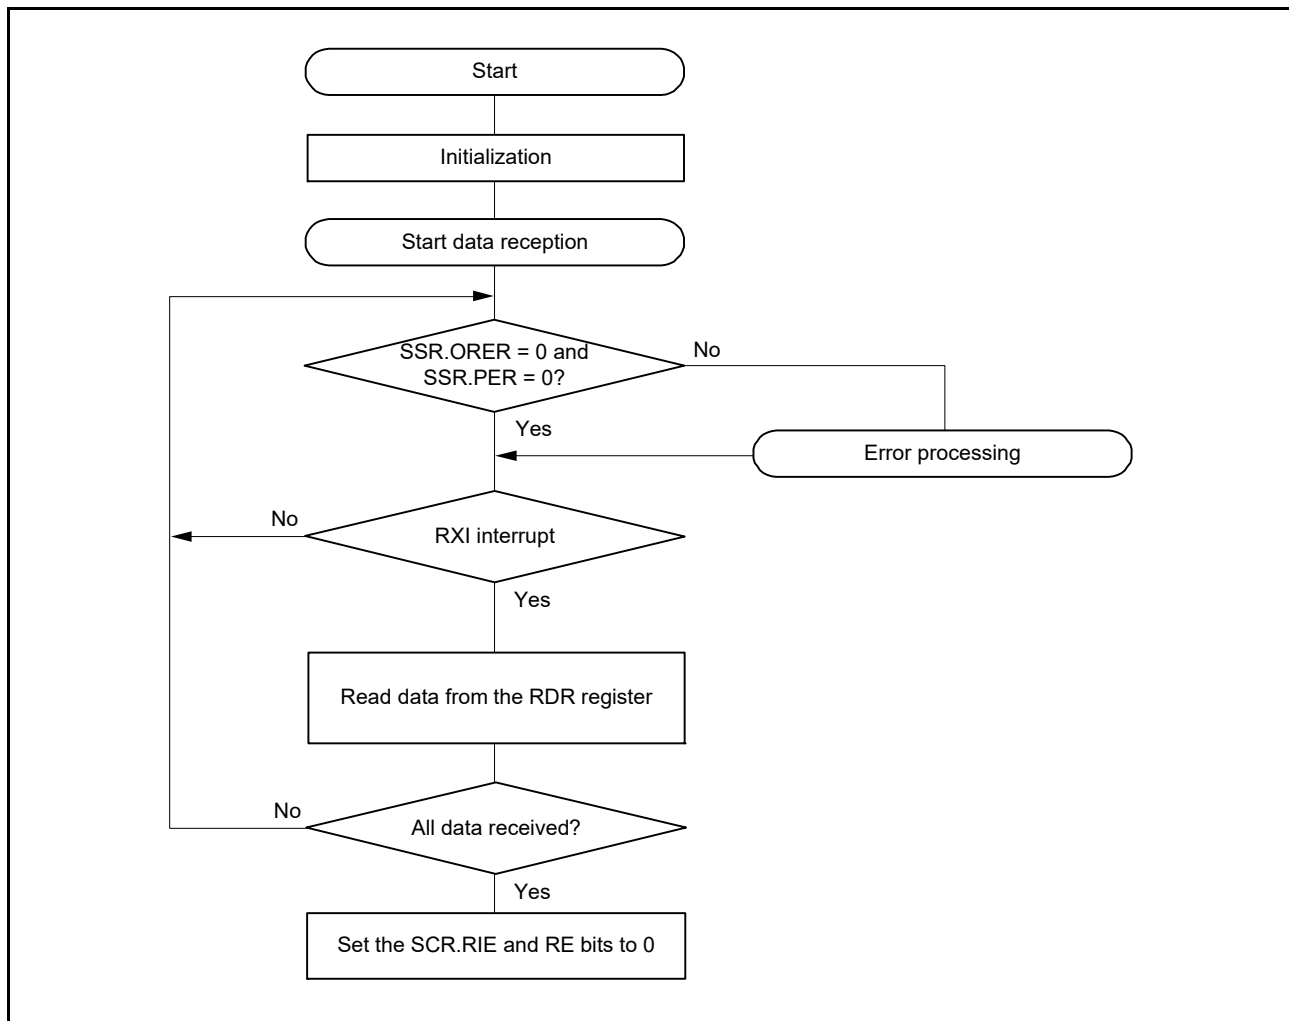 Start
Initialization
Start data reception
SSR.ORER = 0 and
SSR.PER = 0?
No
Yes
Error processing
No
RXI interrupt
Yes
Read data from the RDR register
No
All data received?
Yes
Set the SCR.RIE and RE bits to 0